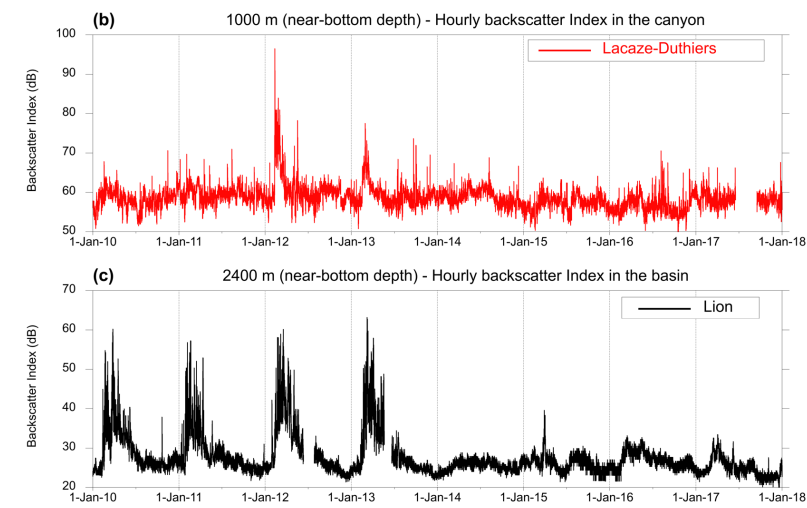 (b) 1000 m (near-bottom depth) - Hourly backscatter Index in the canyon
Lacaze-Duthiers
Backscatter Index (dB)
100
90
80
70
60
50
1-Jan-10 1-Jan-11 1-Jan-12 1-Jan-13 1-Jan-14 1-Jan-15 1-Jan-16 1-Jan-17 1-Jan-18
(c) 2400 m (near-bottom depth) - Hourly backscatter Index in the basin
Lion
Backscatter Index (dB)
70
60
50
40
30
20
1-Jan-10 1-Jan-11 1-Jan-12 1-Jan-13 1-Jan-14 1-Jan-15 1-Jan-16 1-Jan-17 1-Jan-18